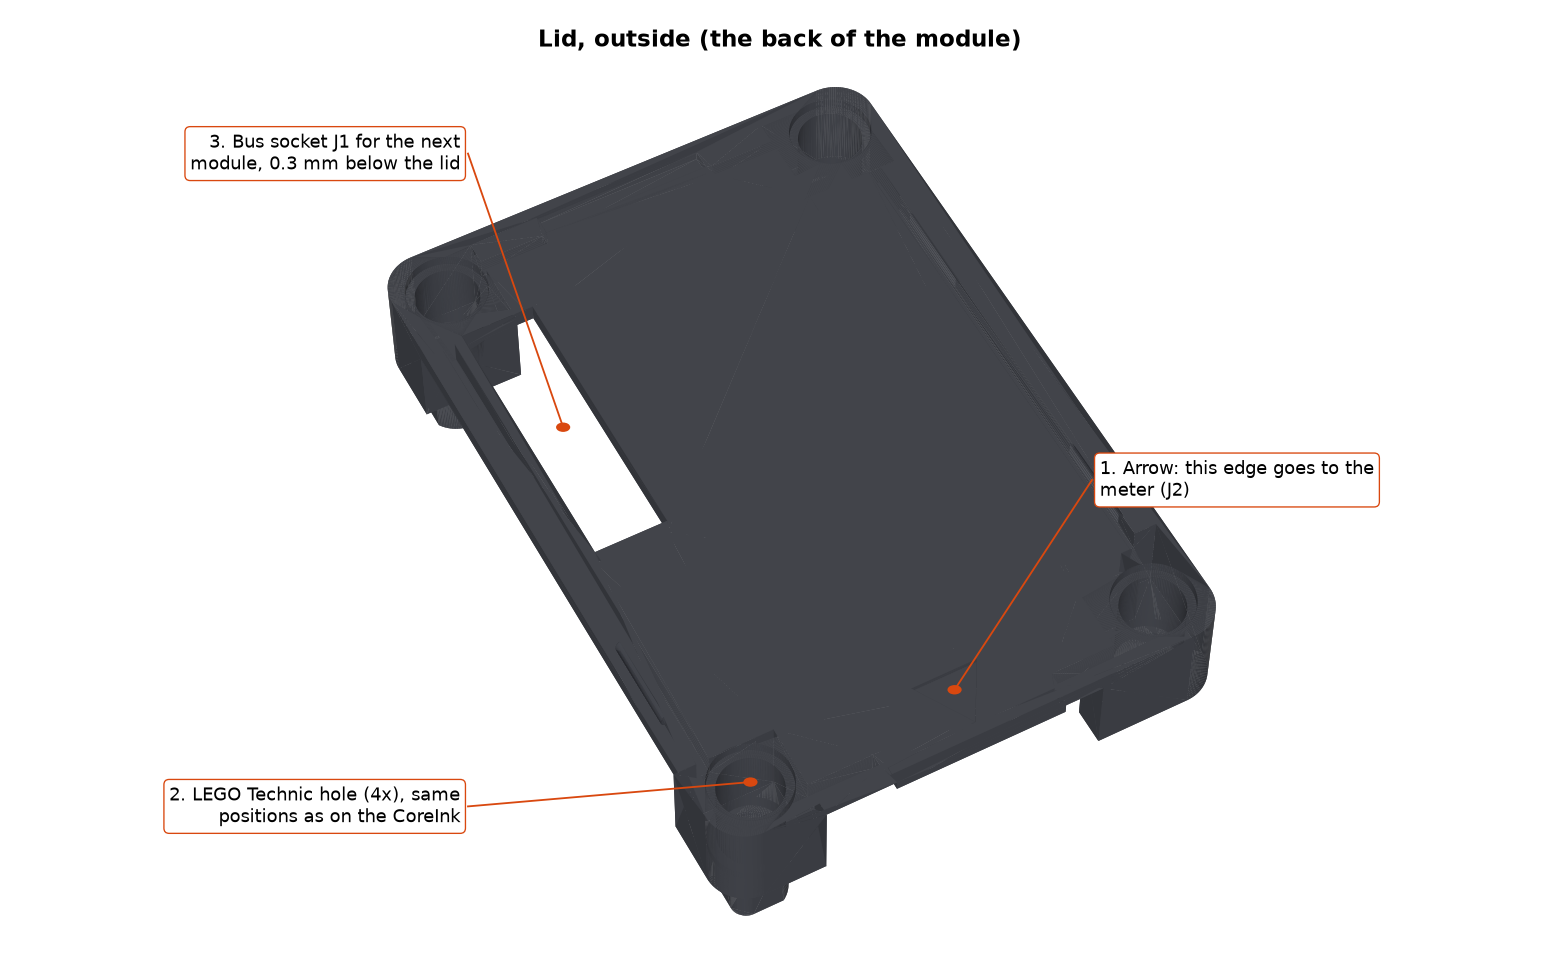 Lid, outside (the back of the module)
3. Bus socket J1 for the next
module, 0.3 mm below the lid
1. Arrow: this edge goes to the
meter (J2)
2. LEGO Technic hole (4x), same
positions as on the CoreInk